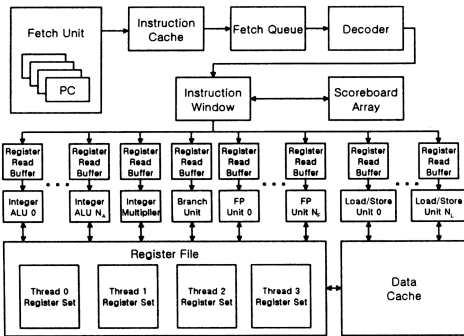 Fetch Unit
PC
Instruction
Cache
Fetch Queue
Decoder
Instruction
Window
Scoreboard
Array
Register
Read
Buffer
Register
Read
Buffer
Register
Read
Buffer
Register
Read
Buffer
Register
Read
Buffer
Register
Read
Buffer
Register
Read
Buffer
Register
Read
Buffer
Integer
ALU 0
Integer
ALU N_A
Integer
Multiplier
Branch
Unit
FP
Unit 0
FP
Unit N_F
Load/Store
Unit 0
Load/Store
Unit N_L
Register File
Thread 0
Register Set
Thread 1
Register Set
Thread 2
Register Set
Thread 3
Register Set
Data
Cache